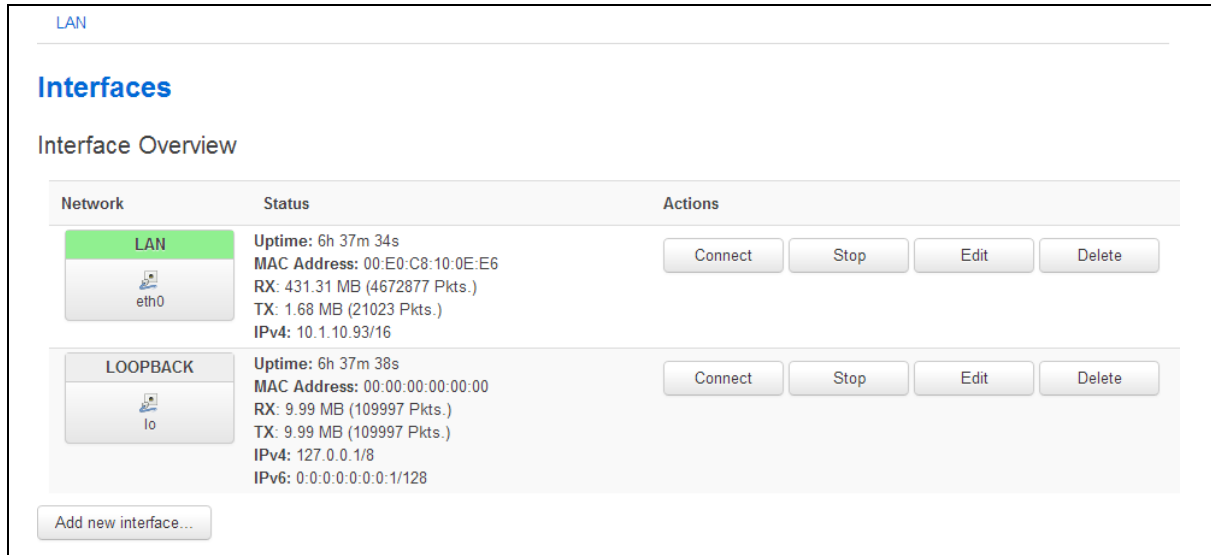 LAN
Interfaces
Interface Overview
Network Status Actions
LAN
eth0
Uptime: 6h 37m 34s
MAC Address: 00:E0:C8:10:0E:E6
RX: 431.31 MB (4672877 Pkts.)
TX: 1.68 MB (21023 Pkts.)
IPv4: 10.1.10.93/16
Connect Stop Edit Delete
LOOPBACK
lo
Uptime: 6h 37m 38s
MAC Address: 00:00:00:00:00:00
RX: 9.99 MB (109997 Pkts.)
TX: 9.99 MB (109997 Pkts.)
IPv4: 127.0.0.1/8
IPv6: 0:0:0:0:0:0:0:1/128
Connect Stop Edit Delete
Add new interface...